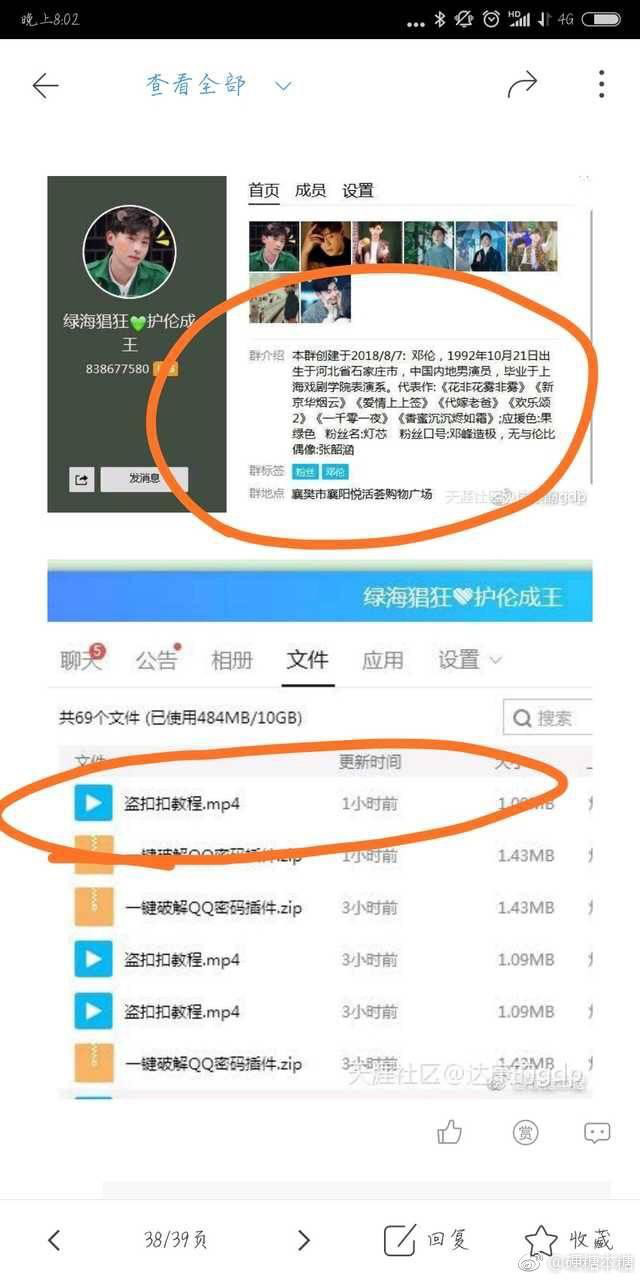 晚上8:02
HD
4G
查看全部
首页 成员 设置
绿海猖狂💚护伦成
王
838677580
发消息
群介绍 本群创建于2018/8/7: 邓伦，1992年10月21日出
生于河北省石家庄市，中国内地男演员，毕业于上
海戏剧学院表演系。代表作:《花非花雾非雾》《新
京华烟云》《爱情上上签》《代嫁老爸》《欢乐颂
2》《一千零一夜》《香蜜沉沉烬如霜》;应援色:果
绿色 粉丝名:灯芯 粉丝口号:邓峰造极，无与伦比
偶像:张韶涵
群标签 粉丝 邓伦
群地点 襄樊市襄阳悦活荟购物广场
天涯社区
gdp
绿海猖狂🤍护伦成王
聊天 5 公告 相册 文件 应用 设置
共69个文件 (已使用484MB/10GB)
搜索
文件 更新时间 大小
盗扣扣教程.mp4 1小时前 1.09MB
一键破解QQ密码插件.zip 1小时前 1.43MB
一键破解QQ密码插件.zip 3小时前 1.43MB
盗扣扣教程.mp4 3小时前 1.09MB
盗扣扣教程.mp4 3小时前 1.09MB
一键破解QQ密码插件.zip 3小时前 1.43MB
天涯社区@达康的gdp
赏
38/39页
回复
收藏
@硬糖本糖